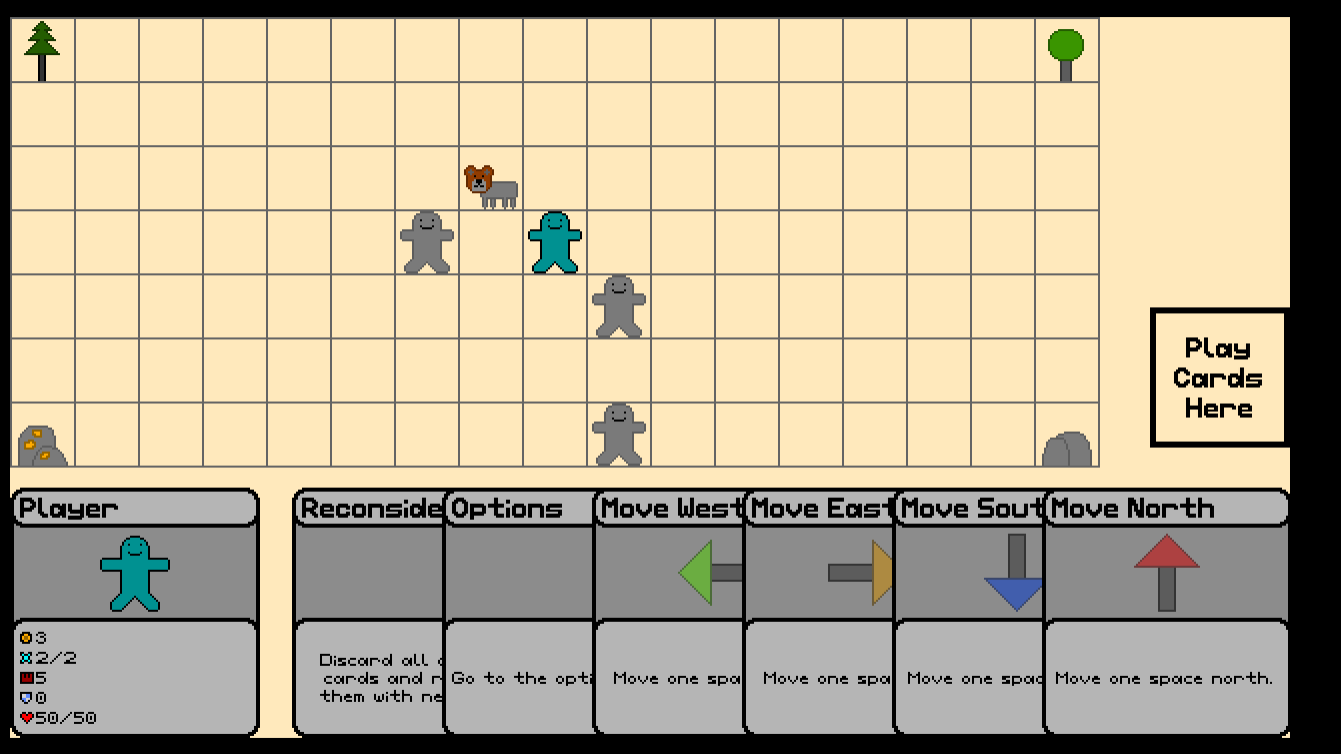 Play
Cards
Here
Player
3
2/2
5
0
50/50
Reconside
Discard all
cards and
them with ne
Options
Go to the opti
Move West
Move one spa
Move East
Move one spa
Move Sout
Move one spac
Move North
Move one space north.